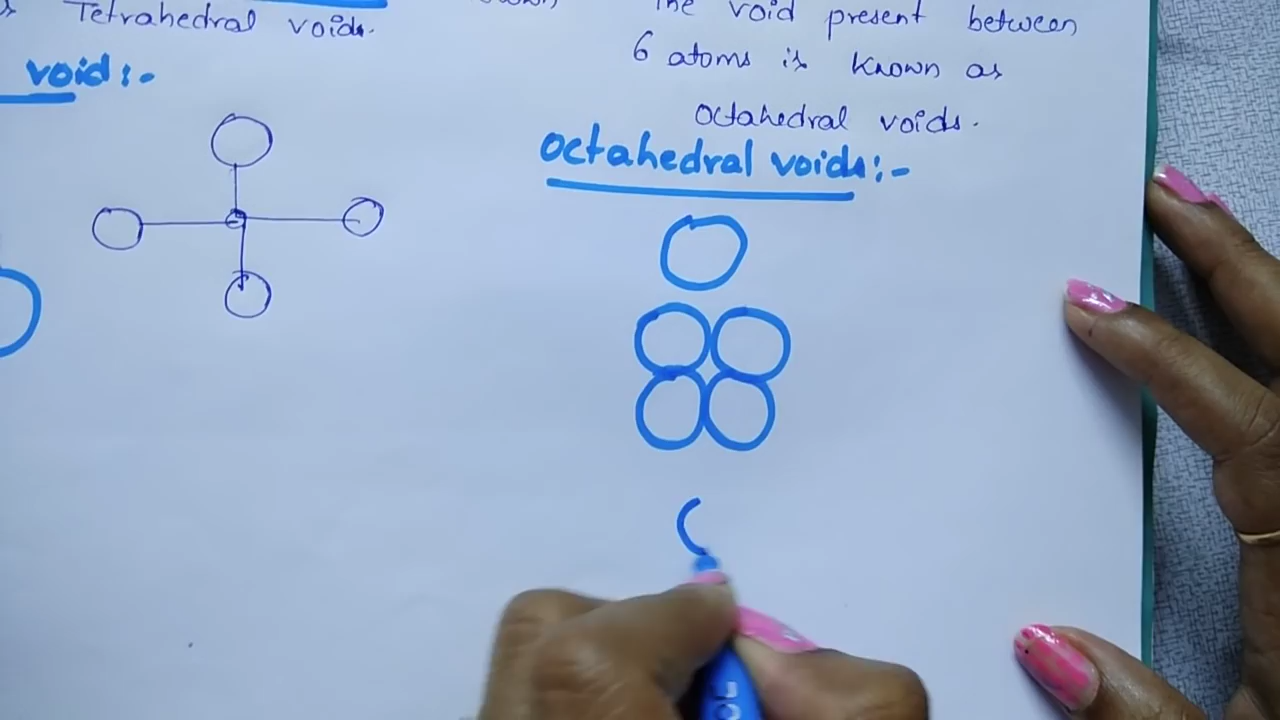 Tetrahedral voids.
void:-
The void present between
6 atoms is known as
octahedral voids.
octahedral voids:-